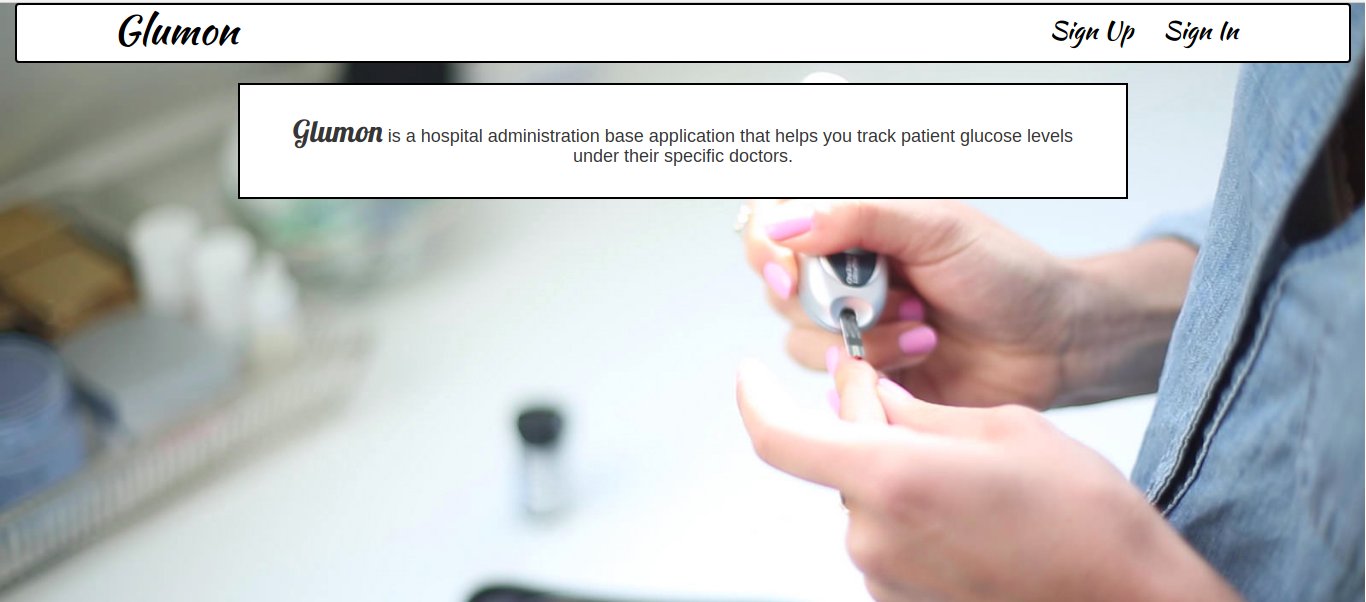 Glumon
Sign Up Sign In
Glumon is a hospital administration base application that helps you track patient glucose levels
under their specific doctors.